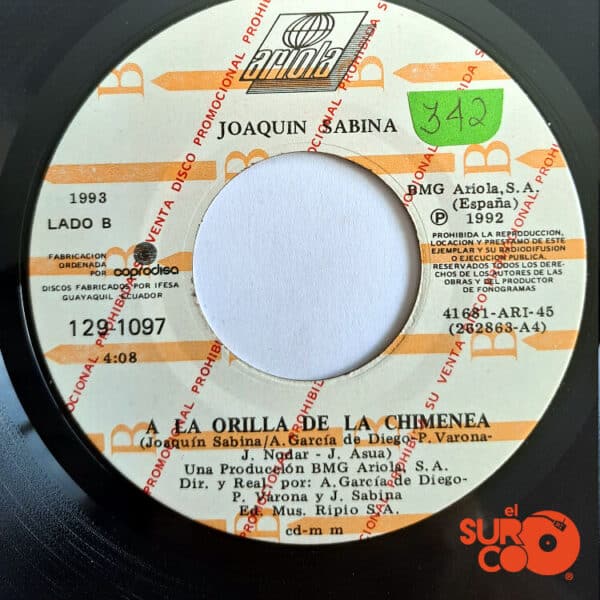 ariola
JOAQUIN SABINA
342
1993
LADO B
BMG Ariola, S.A.
(España)
Ⓟ 1992
FABRICACION
ORDENADA
POR coprodisa
DISCOS FABRICADOS POR IFESA
GUAYAQUIL ECUADOR
PROHIBIDA LA REPRODUCCION,
LOCACION Y PRESTAMO DE ESTE
EJEMPLAR Y SU RADIODIFUSION
O EJECUCION PUBLICA.
RESERVADOS TODOS LOS DERE-
CHOS DE LOS AUTORES DE LAS
OBRAS Y DEL PRODUCTOR
DE FONOGRAMAS
129-1097
4:08
41681-ARI-45
(262863-A4)
A LA ORILLA DE LA CHIMENEA
(Joaquín Sabina/A. García de Diego-P. Varona-
J. Nodar - J. Asua)
Una Producción BMG Ariola, S.A.
Dir. y Real. por: A. García de Diego-
P. Varona y J. Sabina
Ed. Mus. Ripio S.A.
cd-m m
DISCO PROMOCIONAL PROHIBIDA SU VENTA
B
el
SUR
CO
®